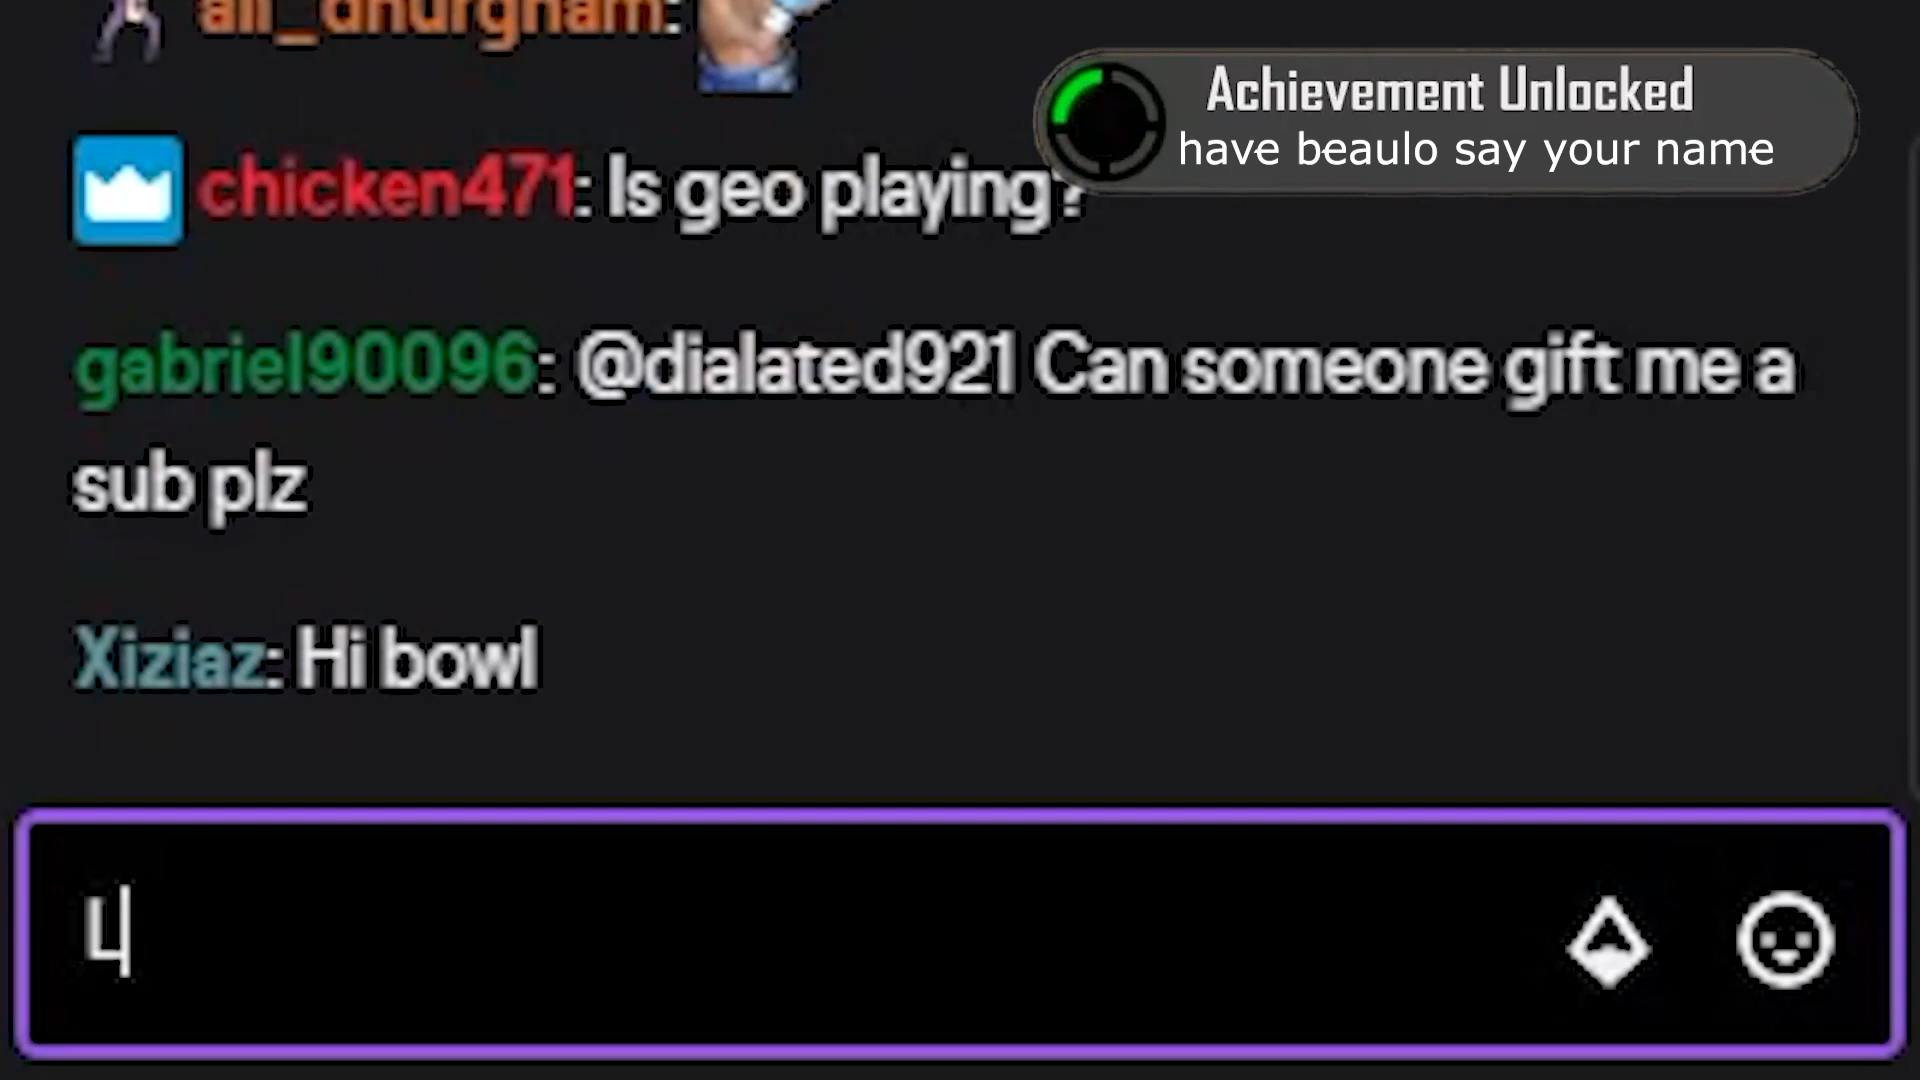 ali_dhurgham:
Achievement Unlocked
have beaulo say your name
chicken471: Is geo playing?
gabriel90096: @dialated921 Can someone gift me a
sub plz
Xiziaz: Hi bowl
L